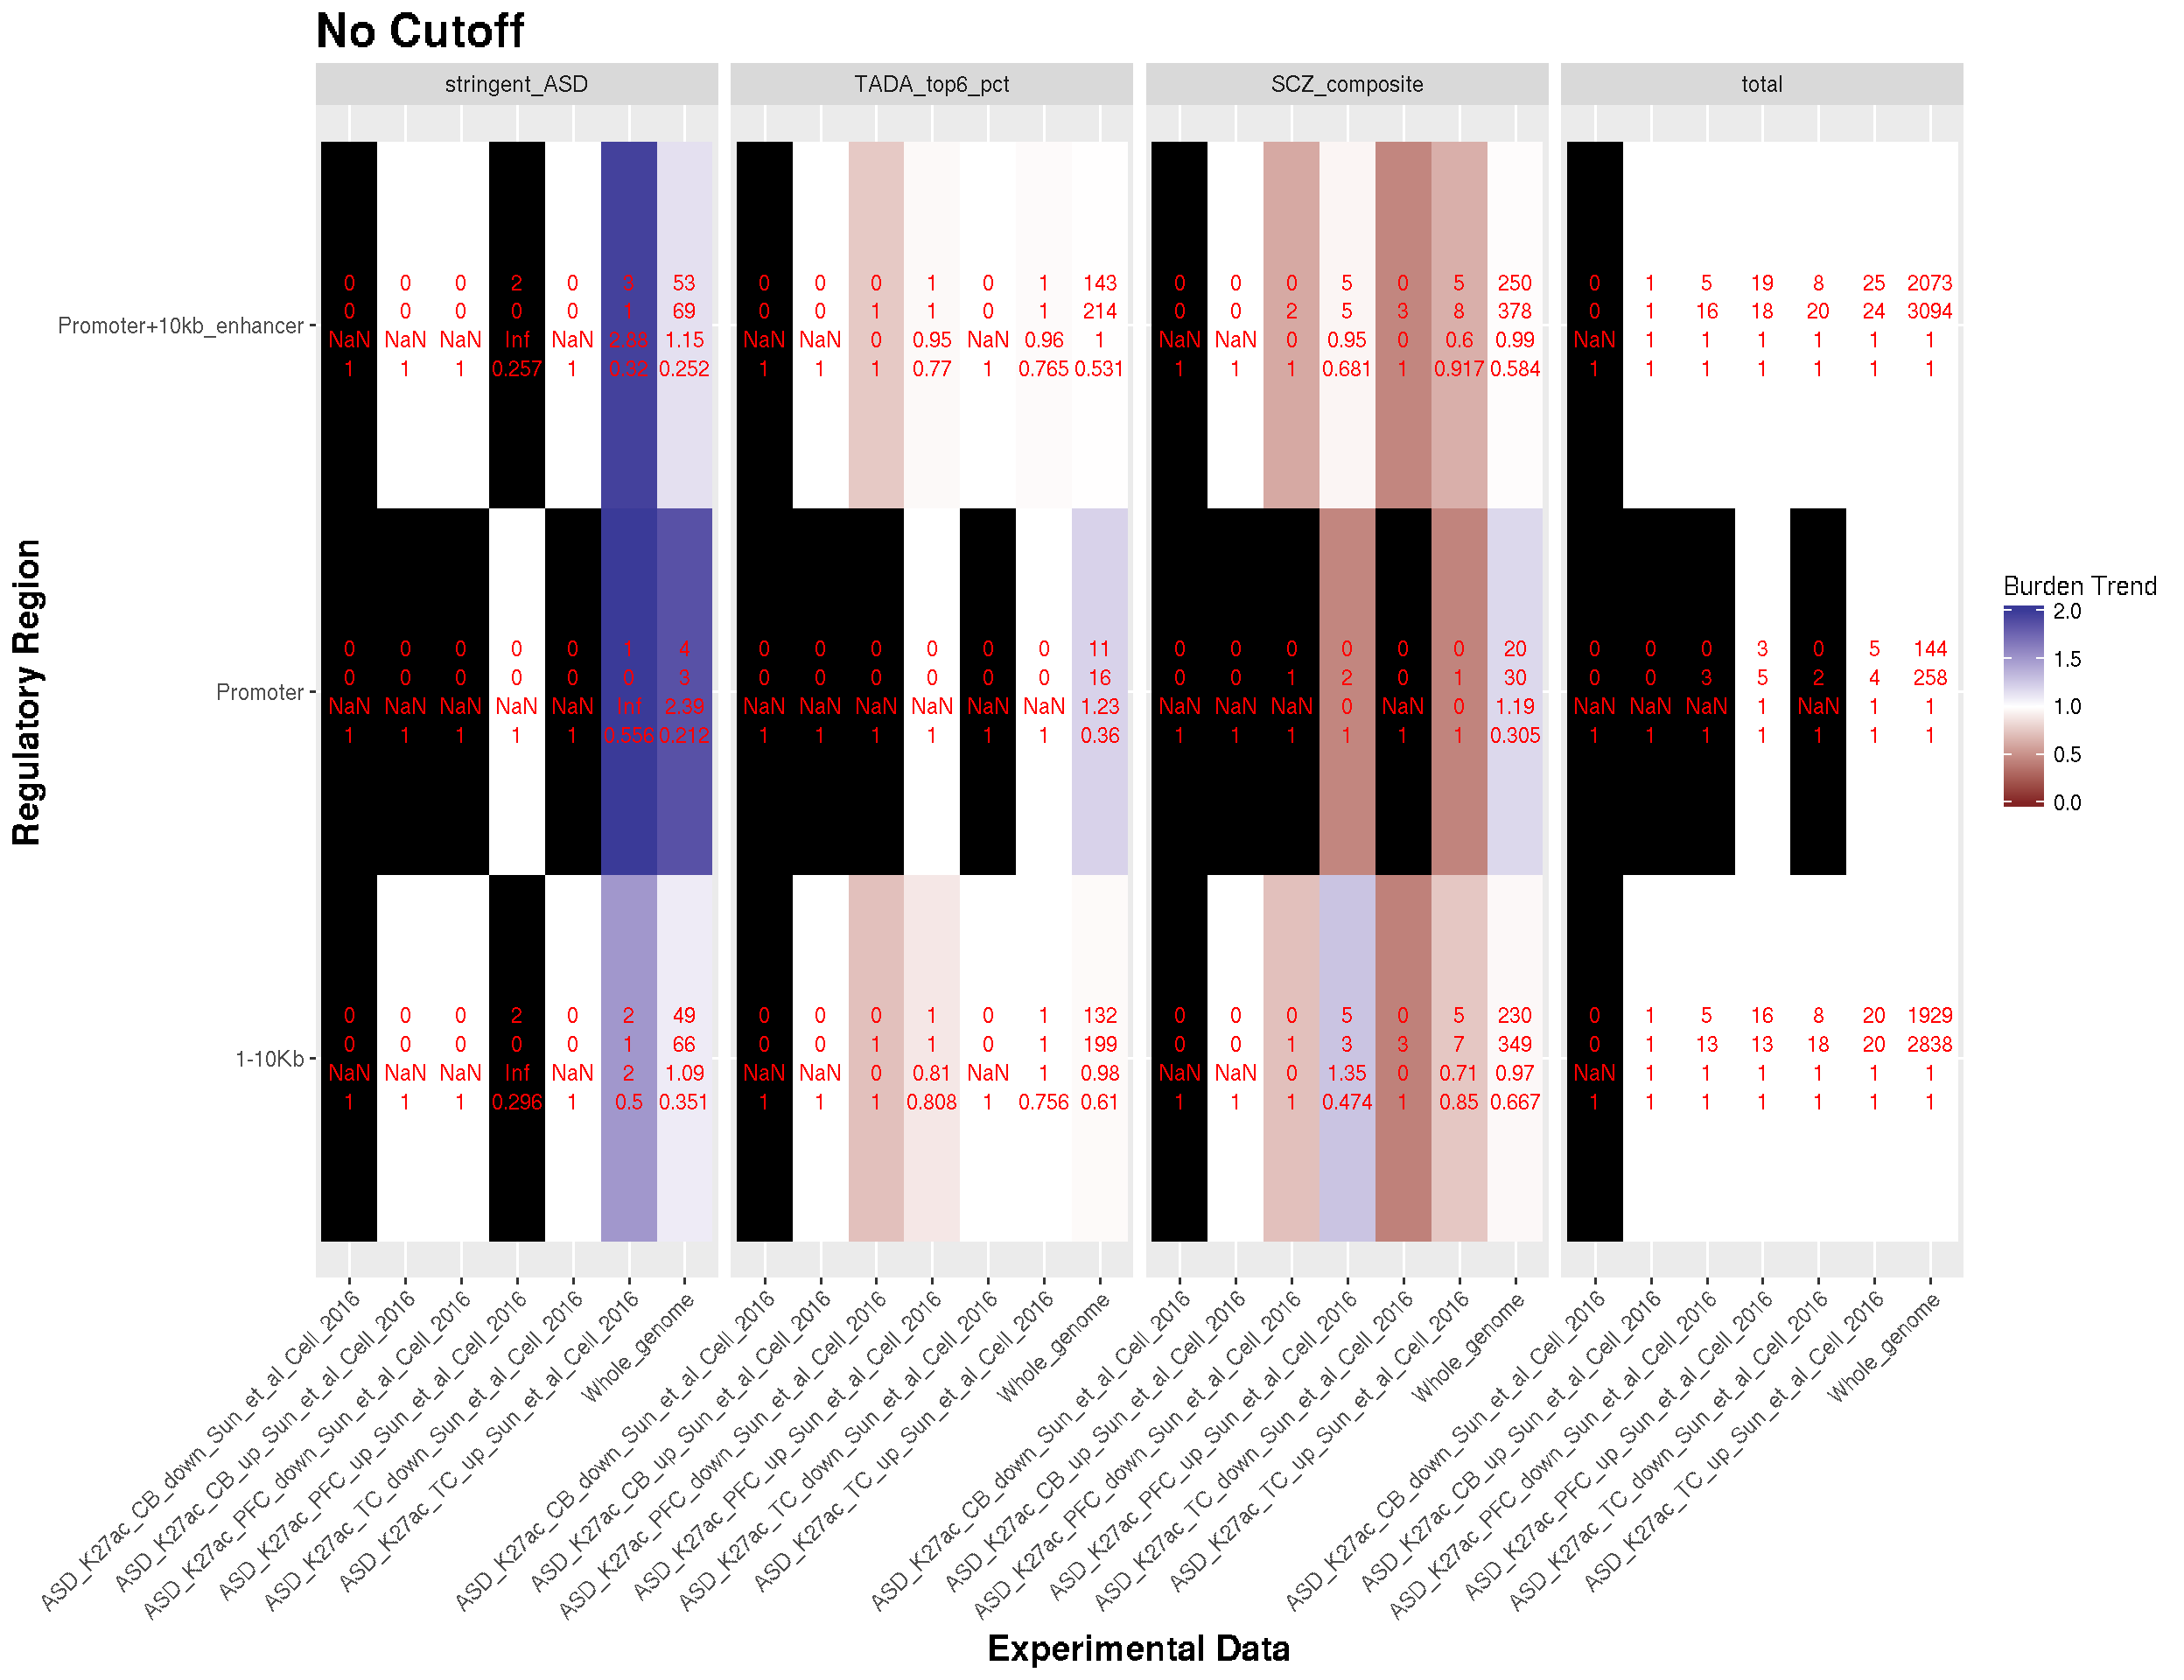 No Cutoff
stringent_ASD TADA_top6_pct SCZ_composite total
0 0 0 2 0 3 53 0 0 0 1 0 1 143 0 0 0 5 0 5 250 0 1 5 19 8 25 2073
0 0 0 0 0 1 69 0 0 1 1 0 1 214 0 0 2 5 3 8 378 0 1 16 18 20 24 3094
Promoter+10kb_enhancer
NaN NaN NaN Inf NaN 2.88 1.15 NaN NaN 0 0.95 NaN 0.96 1 NaN NaN 0 0.95 0 0.6 0.99 NaN 1 1 1 1 1 1
1 1 1 0.257 1 0.32 0.252 1 1 1 0.77 1 0.765 0.531 1 1 1 0.681 1 0.917 0.584 1 1 1 1 1 1 1
0 0 0 0 0 1 4 0 0 0 0 0 0 11 0 0 0 0 0 0 20 0 0 0 3 0 5 144
0 0 0 0 0 0 3 0 0 0 0 0 0 16 0 0 1 2 0 1 30 0 0 3 5 2 4 258
Promoter
NaN NaN NaN NaN NaN Inf 2.39 NaN NaN NaN NaN NaN NaN 1.23 NaN NaN NaN 0 NaN 0 1.19 NaN NaN NaN 1 NaN 1 1
1 1 1 1 1 0.556 0.212 1 1 1 1 1 1 0.36 1 1 1 1 1 1 0.305 1 1 1 1 1 1 1
0 0 0 2 0 2 49 0 0 0 1 0 1 132 0 0 0 5 0 5 230 0 1 5 16 8 20 1929
0 0 0 0 0 1 66 0 0 1 1 0 1 199 0 0 1 3 3 7 349 0 1 13 13 18 20 2838
1-10Kb
NaN NaN NaN Inf NaN 2 1.09 NaN NaN 0 0.81 NaN 1 0.98 NaN NaN 0 1.35 0 0.71 0.97 NaN 1 1 1 1 1 1
1 1 1 0.296 1 0.5 0.351 1 1 1 0.808 1 0.756 0.61 1 1 1 0.474 1 0.85 0.667 1 1 1 1 1 1 1
Regulatory Region
Burden Trend
2.0
1.5
1.0
0.5
0.0
ASD_K27ac_CB_down_Sun_et_al_Cell_2016
ASD_K27ac_CB_up_Sun_et_al_Cell_2016
ASD_K27ac_PFC_down_Sun_et_al_Cell_2016
ASD_K27ac_PFC_up_Sun_et_al_Cell_2016
ASD_K27ac_TC_down_Sun_et_al_Cell_2016
ASD_K27ac_TC_up_Sun_et_al_Cell_2016
Whole_genome
ASD_K27ac_CB_down_Sun_et_al_Cell_2016
ASD_K27ac_CB_up_Sun_et_al_Cell_2016
ASD_K27ac_PFC_down_Sun_et_al_Cell_2016
ASD_K27ac_PFC_up_Sun_et_al_Cell_2016
ASD_K27ac_TC_down_Sun_et_al_Cell_2016
ASD_K27ac_TC_up_Sun_et_al_Cell_2016
Whole_genome
ASD_K27ac_CB_down_Sun_et_al_Cell_2016
ASD_K27ac_CB_up_Sun_et_al_Cell_2016
ASD_K27ac_PFC_down_Sun_et_al_Cell_2016
ASD_K27ac_PFC_up_Sun_et_al_Cell_2016
ASD_K27ac_TC_down_Sun_et_al_Cell_2016
ASD_K27ac_TC_up_Sun_et_al_Cell_2016
Whole_genome
ASD_K27ac_CB_down_Sun_et_al_Cell_2016
ASD_K27ac_CB_up_Sun_et_al_Cell_2016
ASD_K27ac_PFC_down_Sun_et_al_Cell_2016
ASD_K27ac_PFC_up_Sun_et_al_Cell_2016
ASD_K27ac_TC_down_Sun_et_al_Cell_2016
ASD_K27ac_TC_up_Sun_et_al_Cell_2016
Whole_genome
Experimental Data